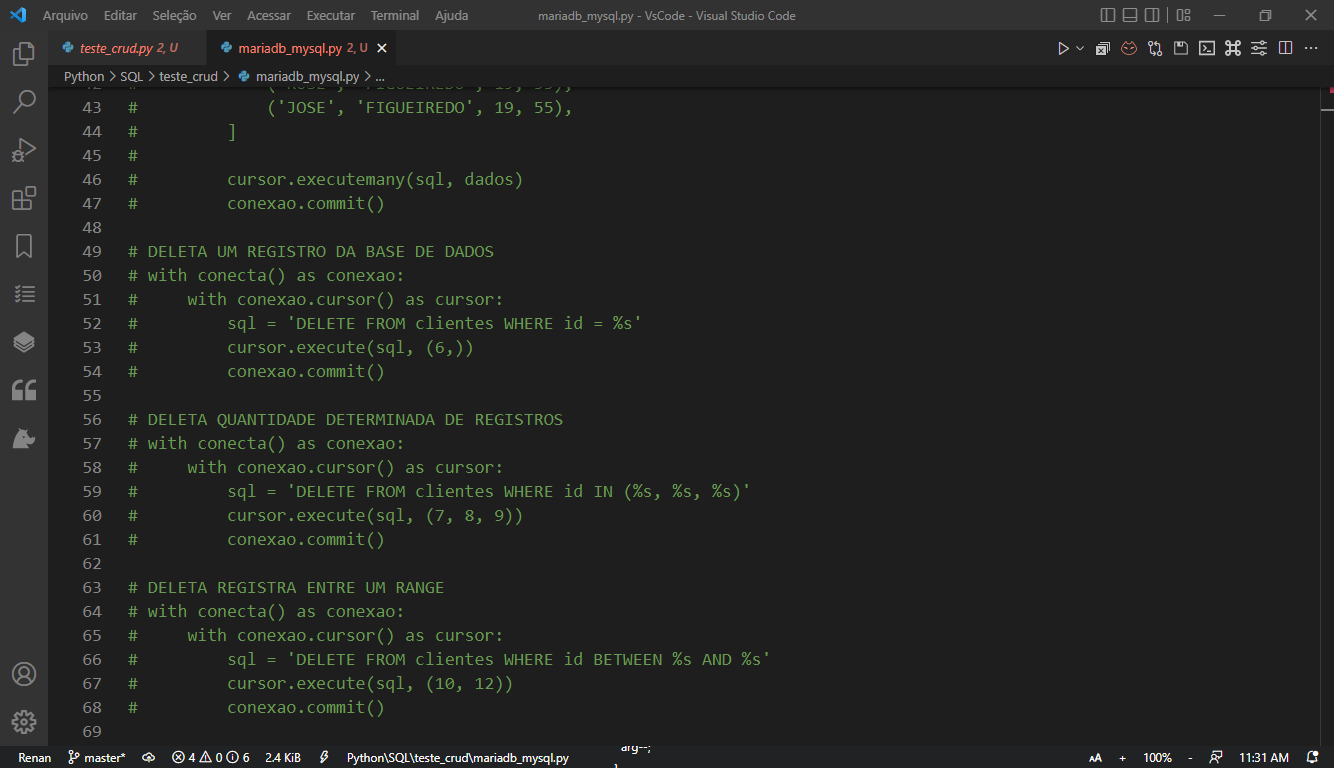 Arquivo Editar Seleção Ver Acessar Executar Terminal Ajuda mariadb_mysql.py - VsCode - Visual Studio Code
teste_crud.py 2, U mariadb_mysql.py 2, U
Python > SQL > teste_crud > mariadb_mysql.py > ...
43 # ('JOSE', 'FIGUEIREDO', 19, 55),
44 # ]
45 #
46 # cursor.executemany(sql, dados)
47 # conexao.commit()
48
49 # DELETA UM REGISTRO DA BASE DE DADOS
50 # with conecta() as conexao:
51 # with conexao.cursor() as cursor:
52 # sql = 'DELETE FROM clientes WHERE id = %s'
53 # cursor.execute(sql, (6,))
54 # conexao.commit()
55
56 # DELETA QUANTIDADE DETERMINADA DE REGISTROS
57 # with conecta() as conexao:
58 # with conexao.cursor() as cursor:
59 # sql = 'DELETE FROM clientes WHERE id IN (%s, %s, %s)'
60 # cursor.execute(sql, (7, 8, 9))
61 # conexao.commit()
62
63 # DELETA REGISTRA ENTRE UM RANGE
64 # with conecta() as conexao:
65 # with conexao.cursor() as cursor:
66 # sql = 'DELETE FROM clientes WHERE id BETWEEN %s AND %s'
67 # cursor.execute(sql, (10, 12))
68 # conexao.commit()
69
Renan master* 4 0 6 2.4 KiB Python\SQL\teste_crud\mariadb_mysql.py arg--; AA + 100% - 11:31 AM